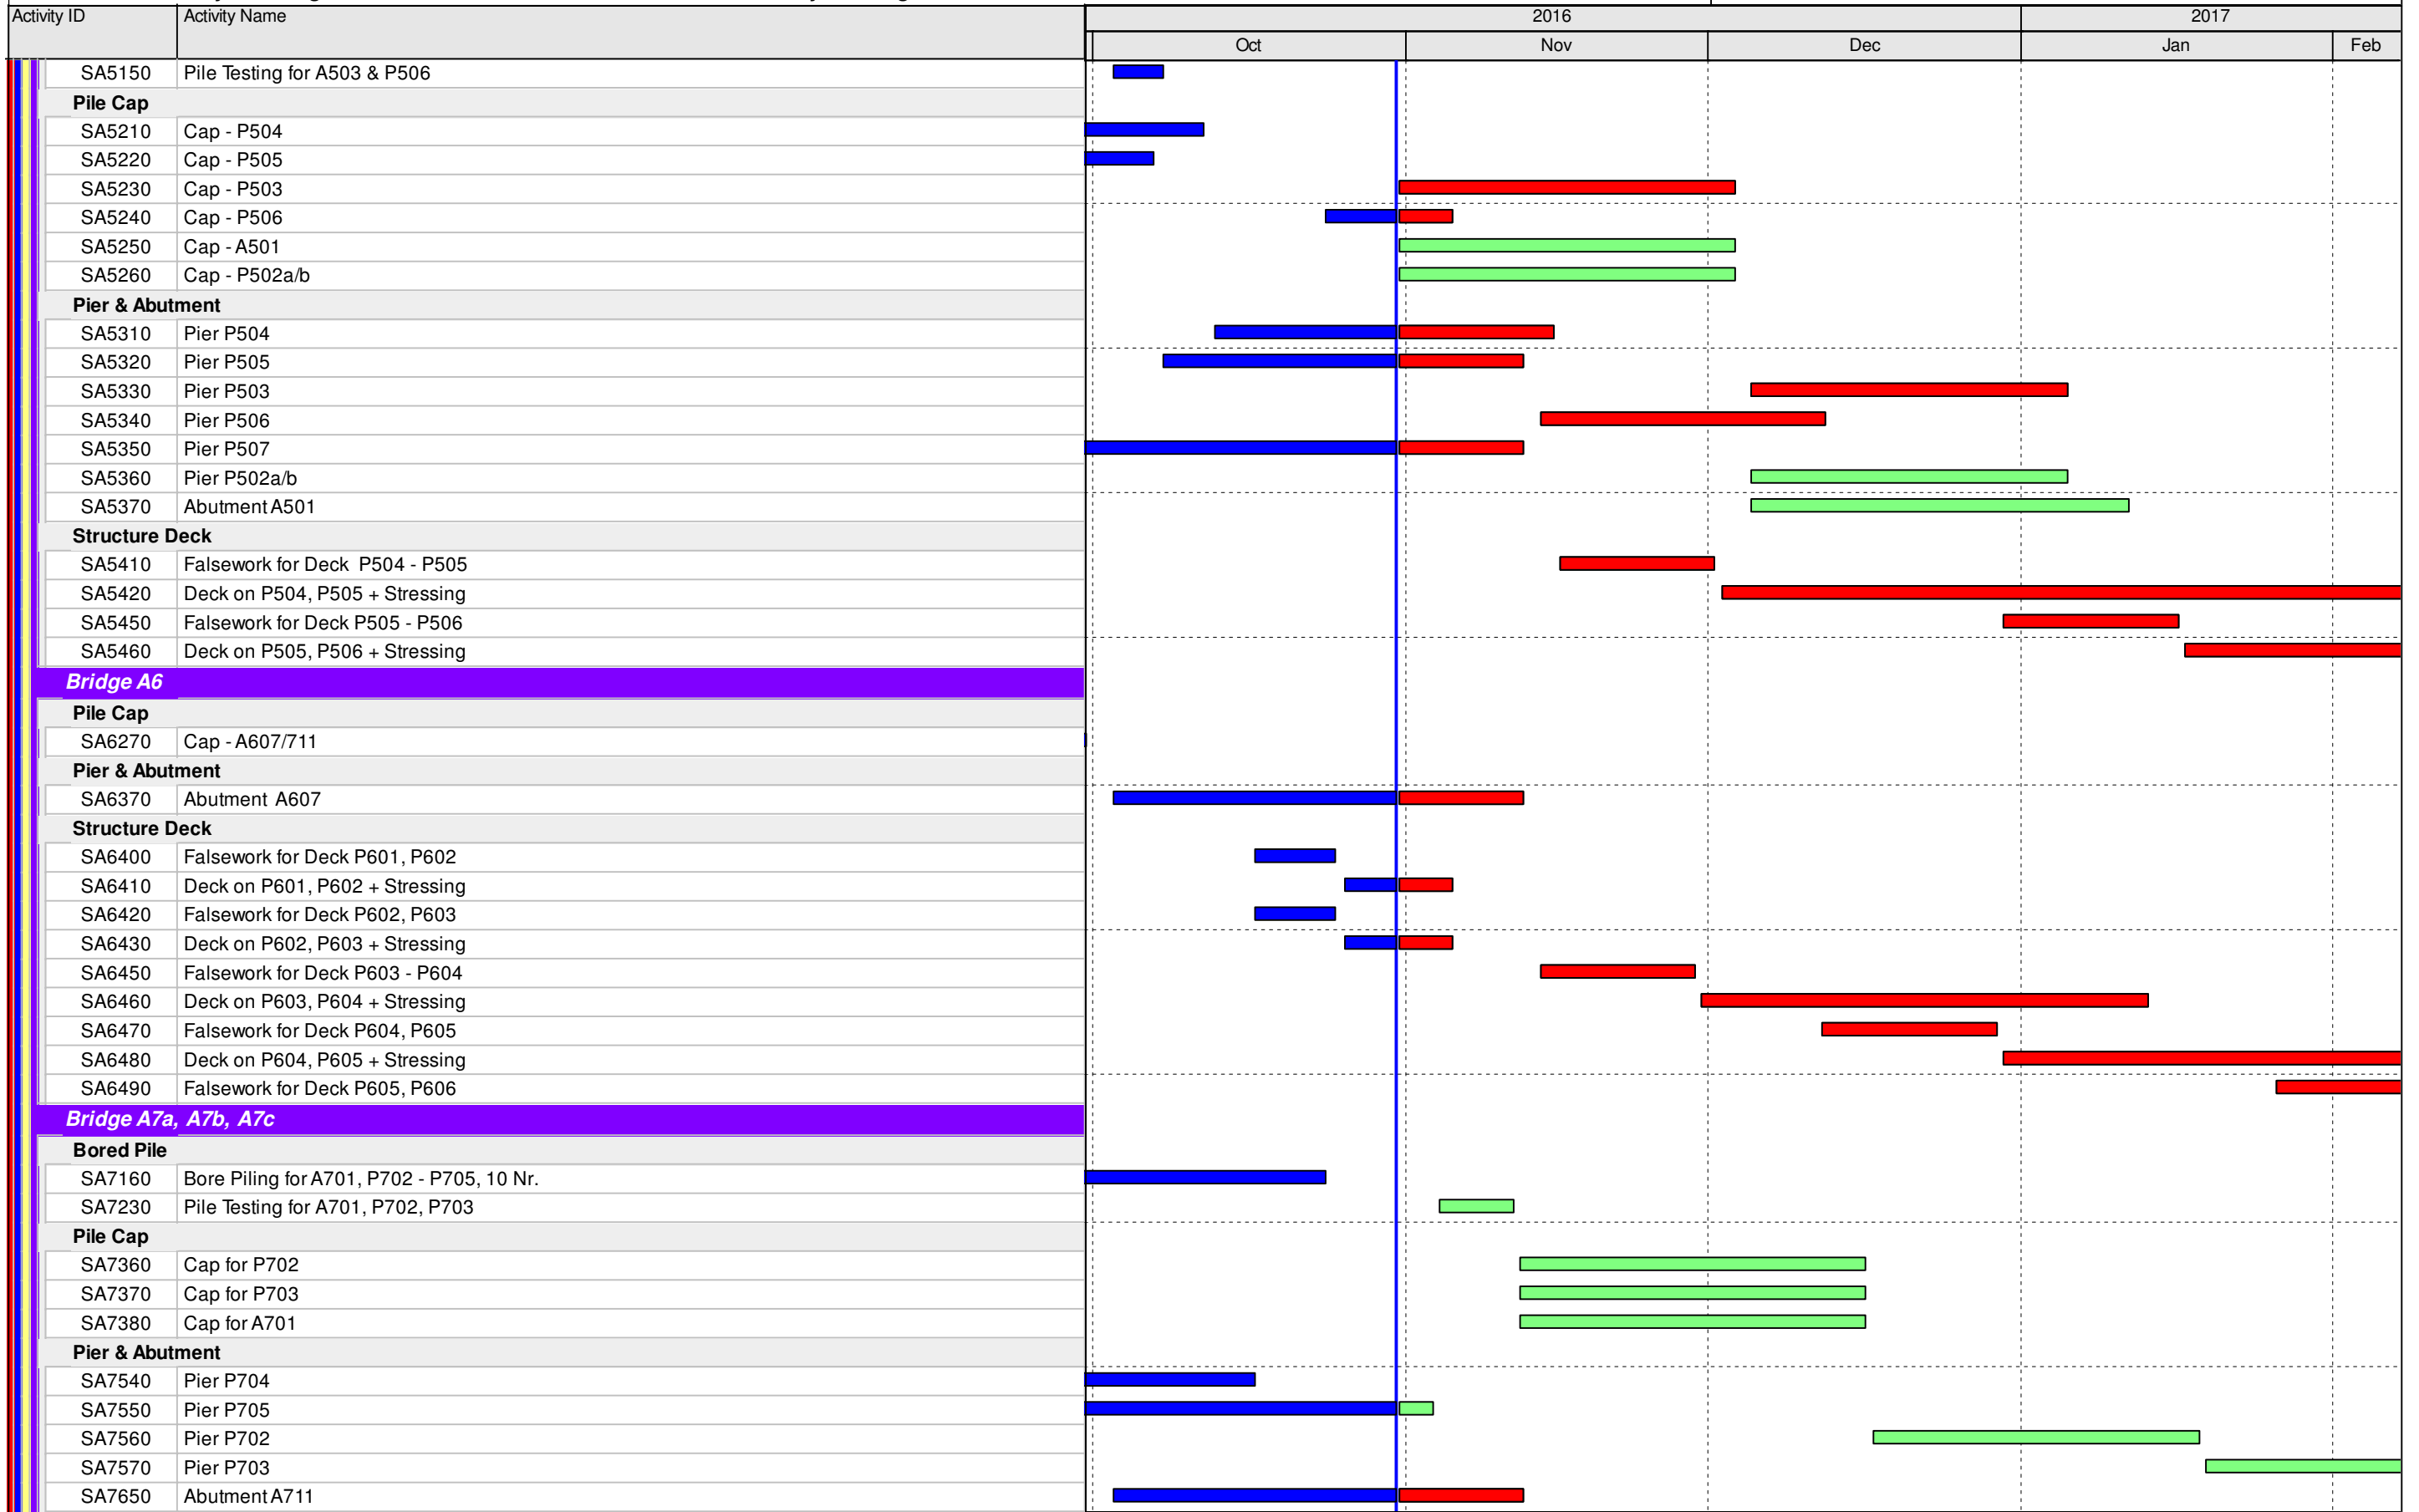 Activity ID Activity Name 2016 2017
Oct Nov Dec Jan Feb
SA5150 Pile Testing for A503 & P506
Pile Cap
SA5210 Cap - P504
SA5220 Cap - P505
SA5230 Cap - P503
SA5240 Cap - P506
SA5250 Cap - A501
SA5260 Cap - P502a/b
Pier & Abutment
SA5310 Pier P504
SA5320 Pier P505
SA5330 Pier P503
SA5340 Pier P506
SA5350 Pier P507
SA5360 Pier P502a/b
SA5370 Abutment A501
Structure Deck
SA5410 Falsework for Deck P504 - P505
SA5420 Deck on P504, P505 + Stressing
SA5450 Falsework for Deck P505 - P506
SA5460 Deck on P505, P506 + Stressing
Bridge A6
Pile Cap
SA6270 Cap - A607/711
Pier & Abutment
SA6370 Abutment A607
Structure Deck
SA6400 Falsework for Deck P601, P602
SA6410 Deck on P601, P602 + Stressing
SA6420 Falsework for Deck P602, P603
SA6430 Deck on P602, P603 + Stressing
SA6450 Falsework for Deck P603 - P604
SA6460 Deck on P603, P604 + Stressing
SA6470 Falsework for Deck P604, P605
SA6480 Deck on P604, P605 + Stressing
SA6490 Falsework for Deck P605, P606
Bridge A7a, A7b, A7c
Bored Pile
SA7160 Bore Piling for A701, P702 - P705, 10 Nr.
SA7230 Pile Testing for A701, P702, P703
Pile Cap
SA7360 Cap for P702
SA7370 Cap for P703
SA7380 Cap for A701
Pier & Abutment
SA7540 Pier P704
SA7550 Pier P705
SA7560 Pier P702
SA7570 Pier P703
SA7650 Abutment A711